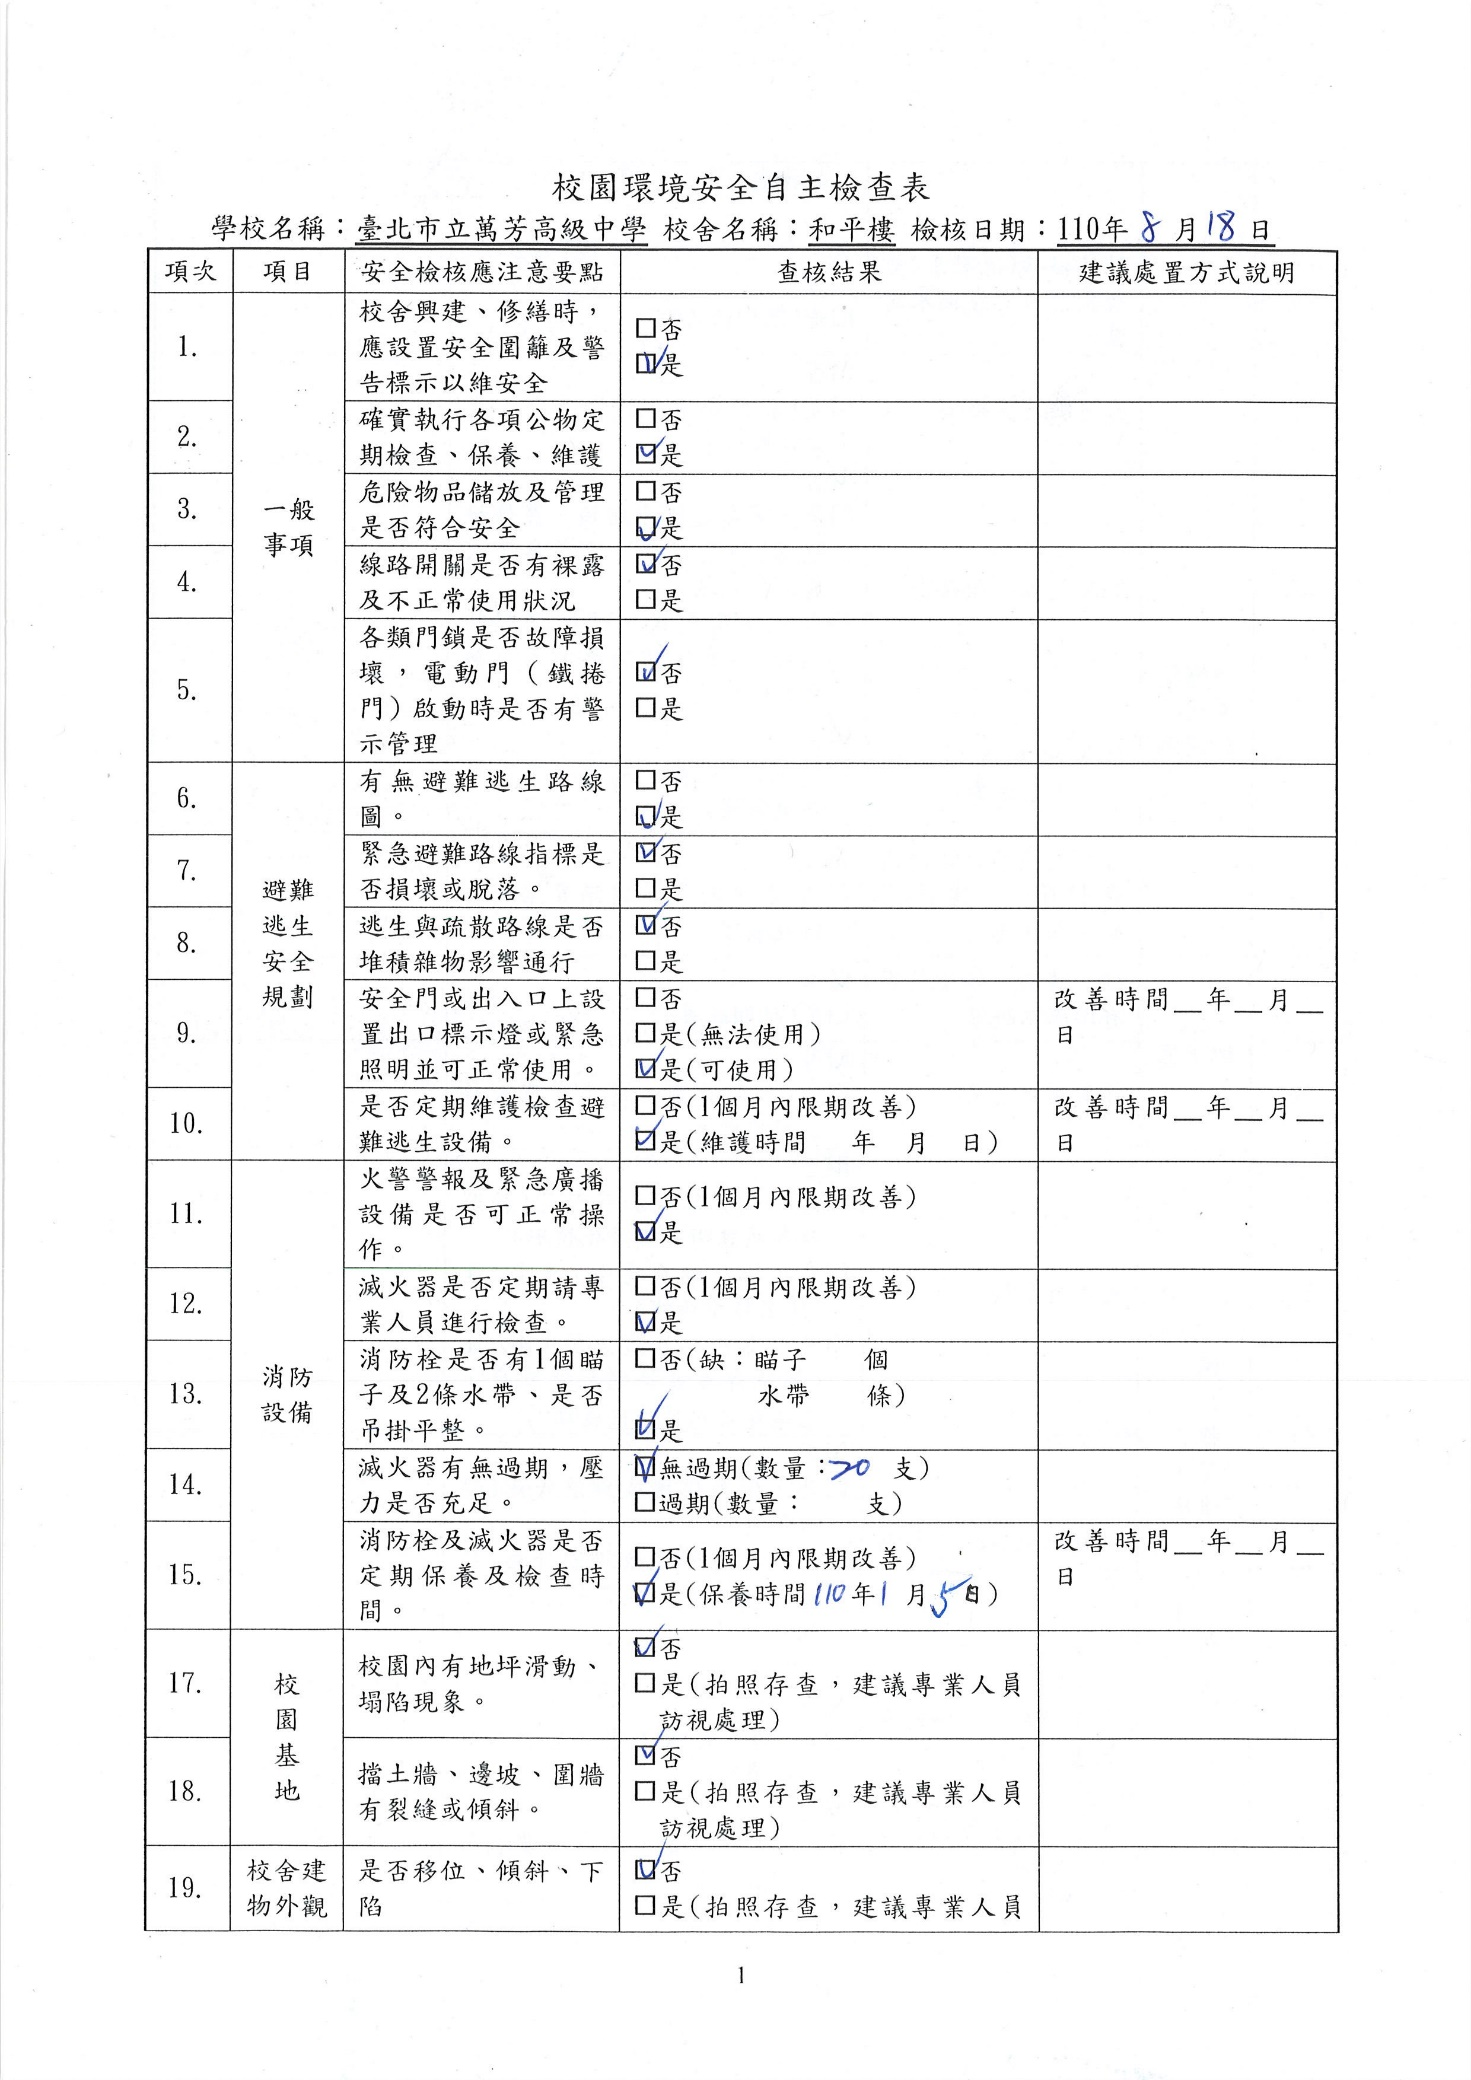 校園環境安全自主檢查表
學校名稱：臺北市立萬芳高級中學 校舍名稱：和平樓 檢核日期：110年 8 月 18 日
項次 項目 安全檢核應注意要點 查核結果 建議處置方式說明
一般
事項
1.
校舍興建、修繕時，
應設置安全圍籬及警
告標示以維安全
□否
☑是
2.
確實執行各項公物定
期檢查、保養、維護
□否
☑是
3.
危險物品儲放及管理
是否符合安全
□否
☑是
4.
線路開關是否有裸露
及不正常使用狀況
☑否
□是
5.
各類門鎖是否故障損
壞，電動門（鐵捲
門）啟動時是否有警
示管理
☑否
□是
避難
逃生
安全
規劃
6.
有無避難逃生路線
圖。
□否
☑是
7.
緊急避難路線指標是
否損壞或脫落。
☑否
□是
8.
逃生與疏散路線是否
堆積雜物影響通行
☑否
□是
9.
安全門或出入口上設
置出口標示燈或緊急
照明並可正常使用。
□否
□是(無法使用)
☑是(可使用)
改善時間__年__月__
日
10.
是否定期維護檢查避
難逃生設備。
□否(1個月內限期改善)
☑是(維護時間 年 月 日)
改善時間__年__月__
日
消防
設備
11.
火警警報及緊急廣播
設備是否可正常操
作。
□否(1個月內限期改善)
☑是
12.
滅火器是否定期請專
業人員進行檢查。
□否(1個月內限期改善)
☑是
13.
消防栓是否有1個瞄
子及2條水帶、是否
吊掛平整。
□否(缺：瞄子 個
水帶 條)
☑是
14.
滅火器有無過期，壓
力是否充足。
☑無過期(數量：20 支)
□過期(數量： 支)
15.
消防栓及滅火器是否
定期保養及檢查時
間。
□否(1個月內限期改善)
☑是(保養時間110年1 月5日)
改善時間__年__月__
日
校
園
基
地
17.
校園內有地坪滑動、
塌陷現象。
☑否
□是(拍照存查，建議專業人員
訪視處理)
18.
擋土牆、邊坡、圍牆
有裂縫或傾斜。
☑否
□是(拍照存查，建議專業人員
訪視處理)
19.
校舍建
物外觀
是否移位、傾斜、下
陷
☑否
□是(拍照存查，建議專業人員
1